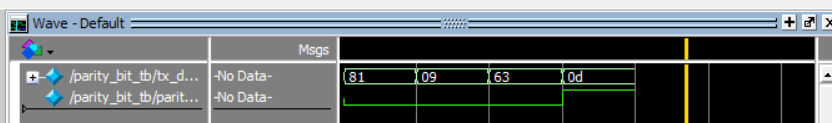 Wave - Default
Msgs
/parity_bit_tb/tx_d... -No Data- 81 09 63 0d
/parity_bit_tb/parit... -No Data-